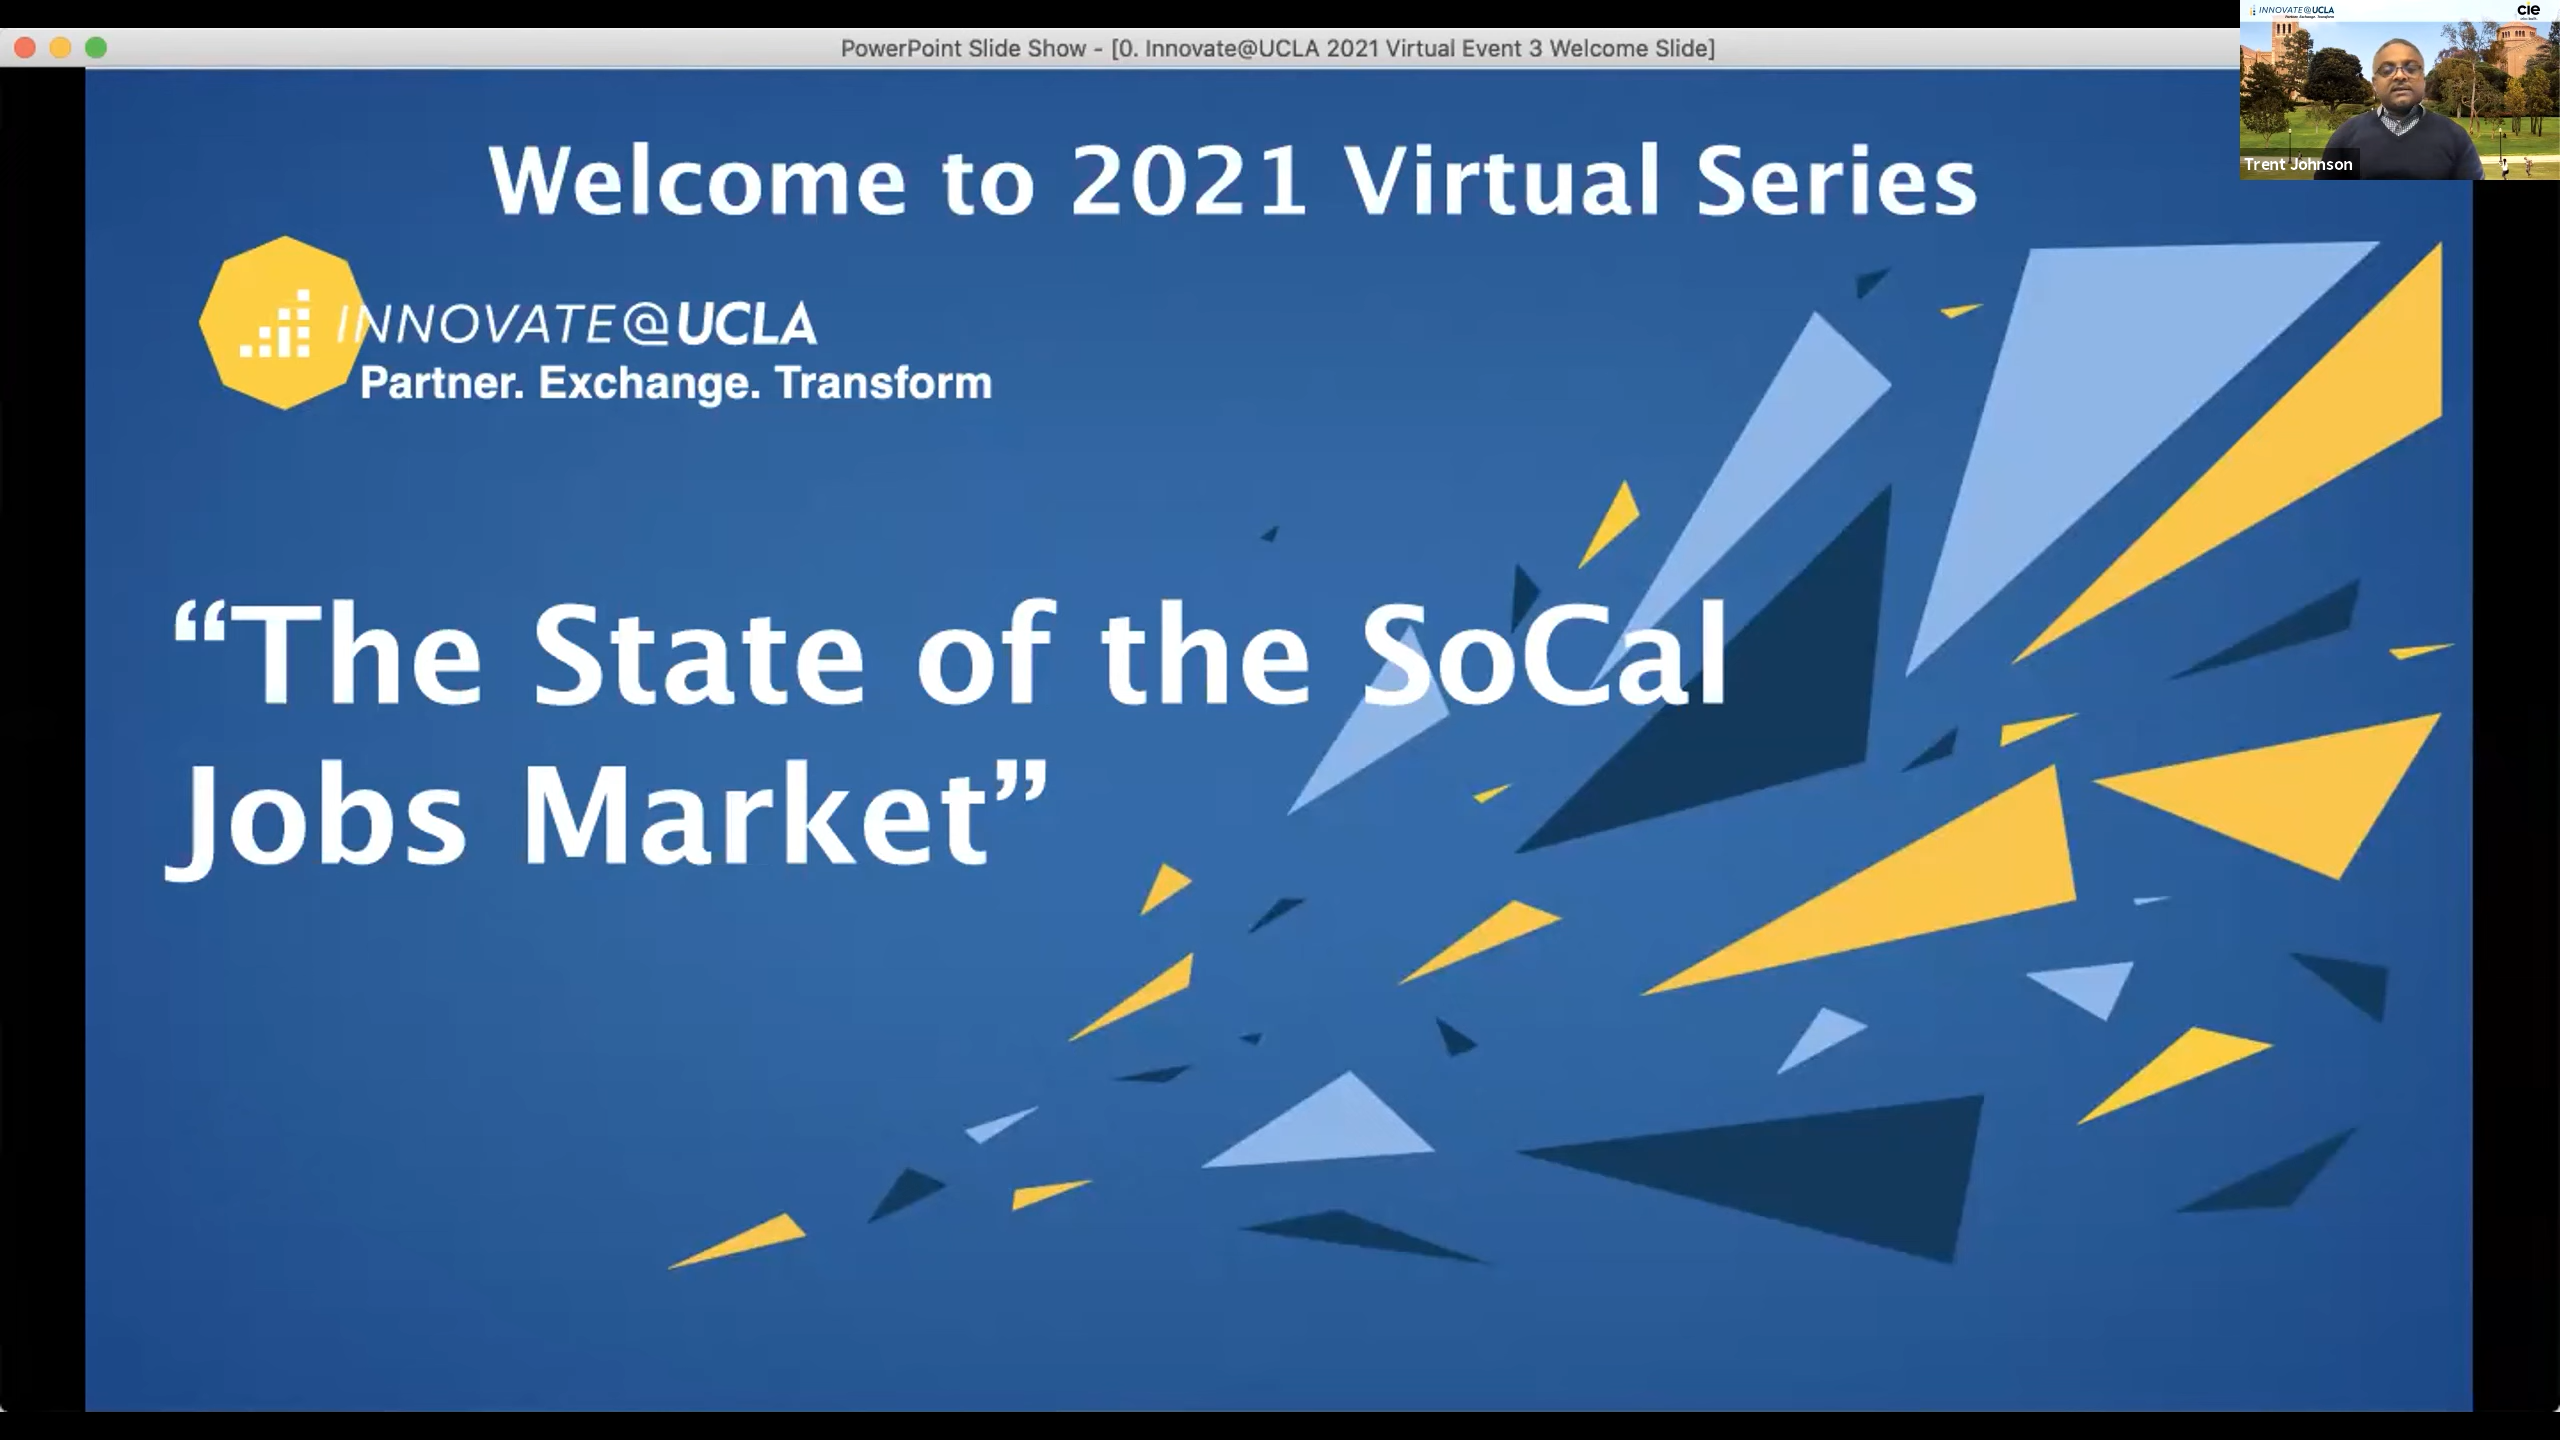 PowerPoint Slide Show - [0. Innovate@UCLA 2021 Virtual Event 3 Welcome Slide]
INNOVATE@UCLA
cie
Trent Johnson
Welcome to 2021 Virtual Series
INNOVATE@UCLA
Partner. Exchange. Transform
“The State of the SoCal
Jobs Market”